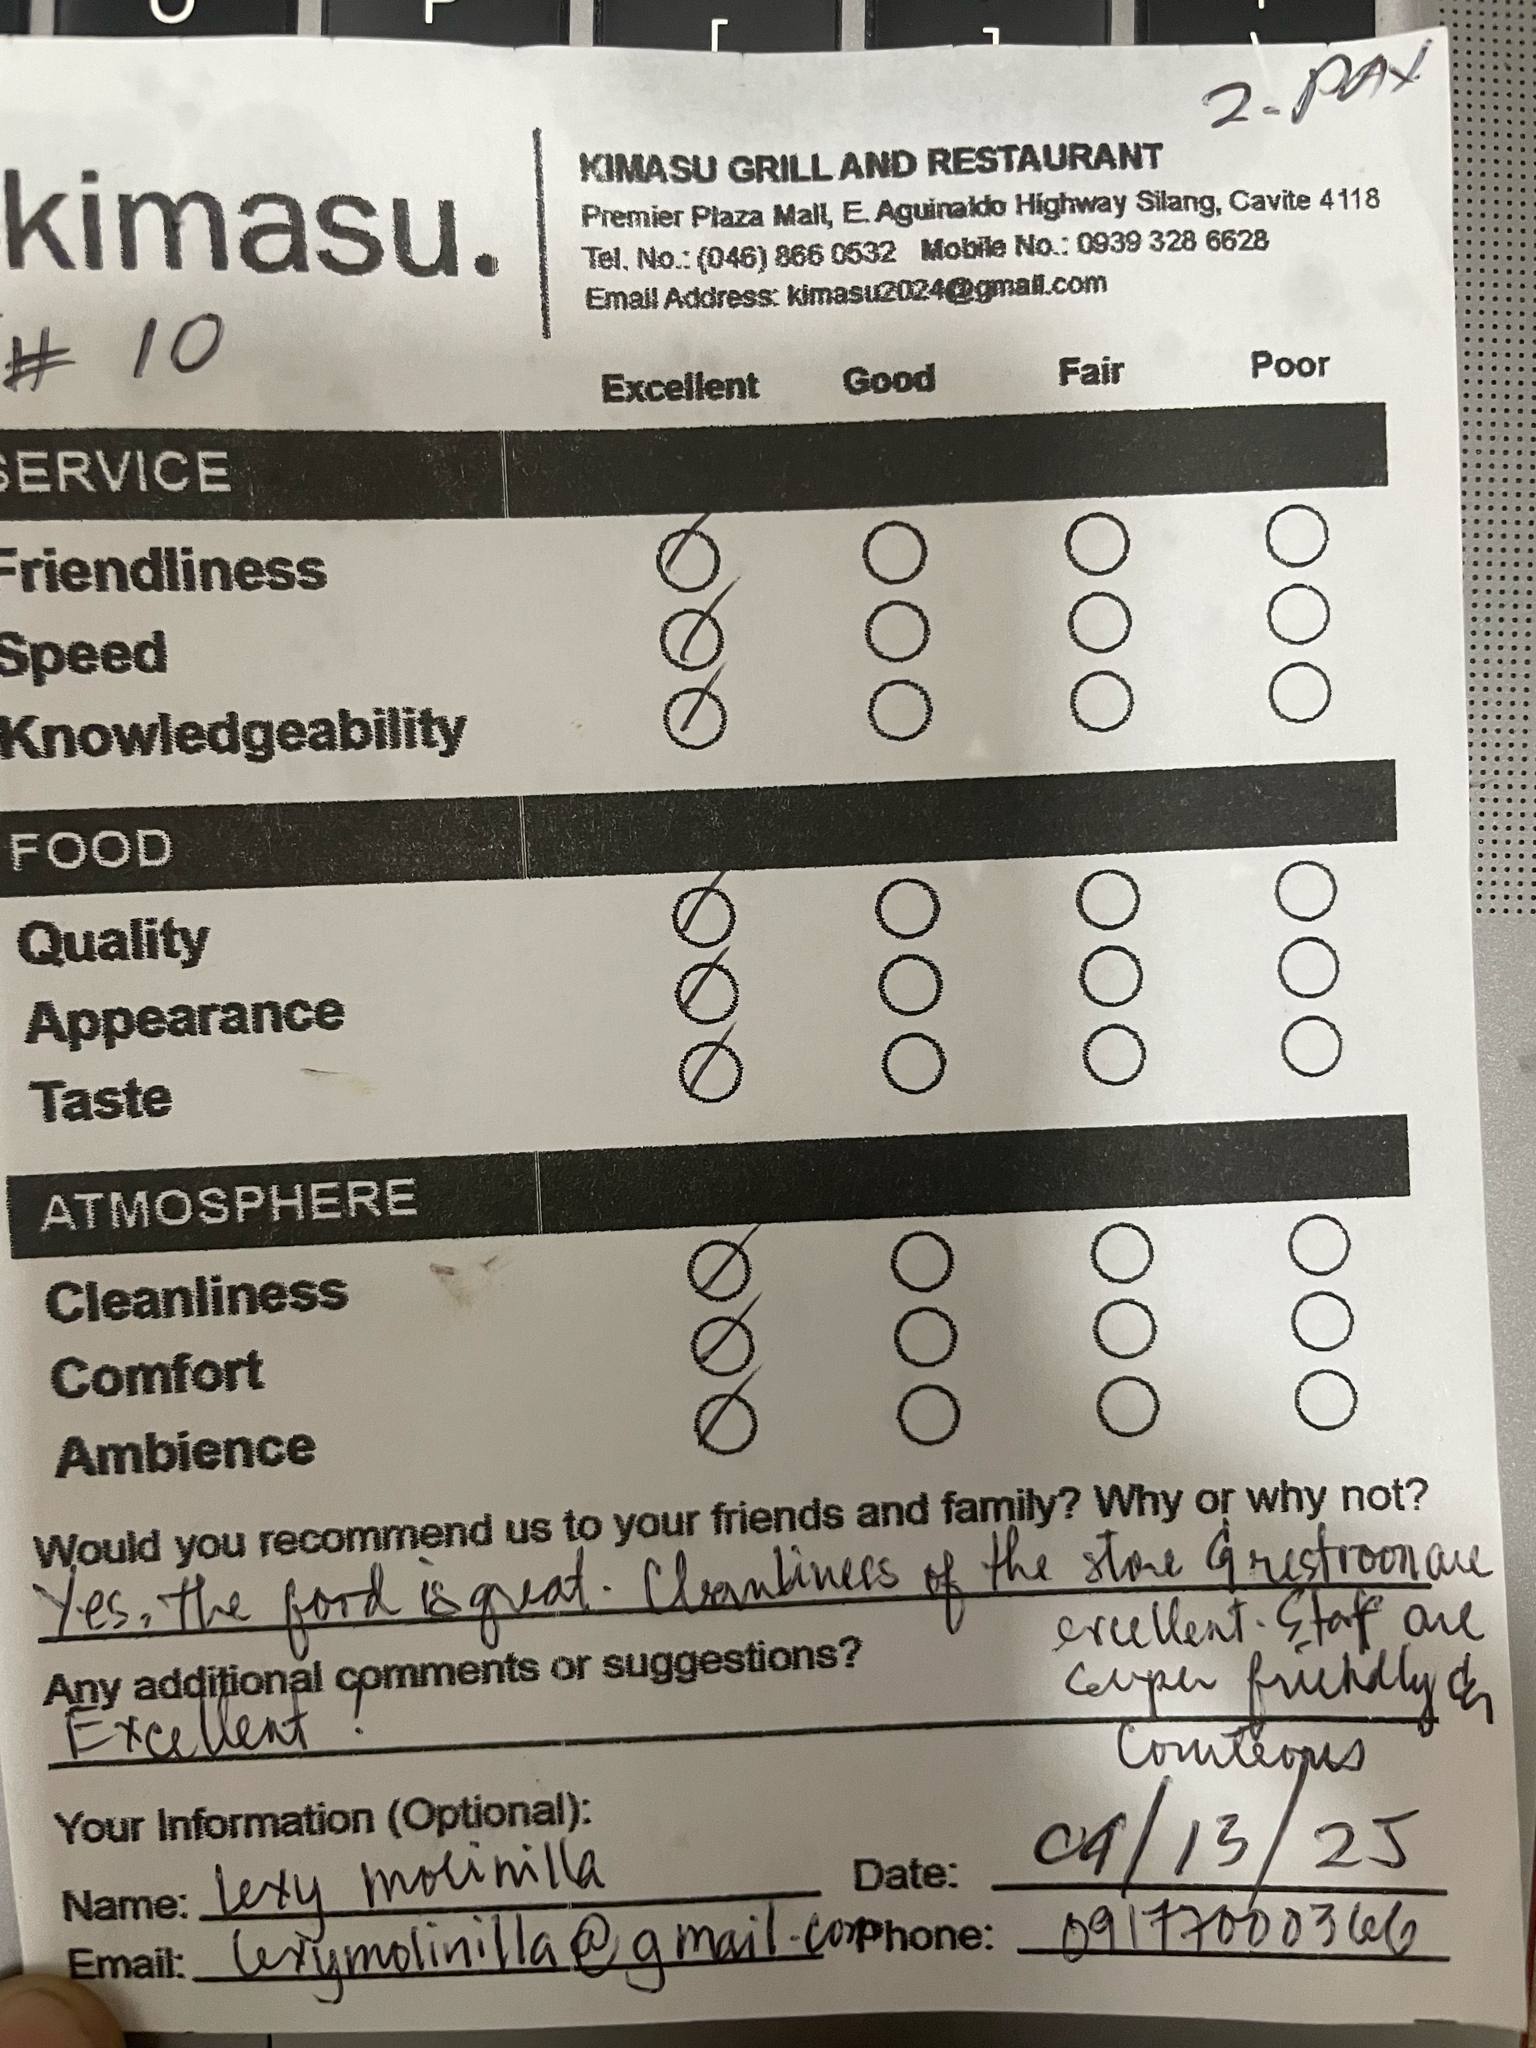 O P [ ]
2-PAX
kimasu.
KIMASU GRILL AND RESTAURANT
Premier Plaza Mall, E. Aguinaldo Highway Silang, Cavite 4118
Tel. No.: (046) 866 0532 Mobile No.: 0939 328 6628
Email Address: kimasu2024@gmail.com
# 10
Excellent Good Fair Poor
SERVICE
Friendliness
Speed
Knowledgeability
FOOD
Quality
Appearance
Taste
ATMOSPHERE
Cleanliness
Comfort
Ambience
Would you recommend us to your friends and family? Why or why not?
Yes, the food is great. Cleanliness of the store & restroom are
excellent. Staff are
super friendly &
Courteous
Any additional comments or suggestions?
Excellent !
Your Information (Optional):
Name: lexy molinilla Date: 04/13/25
Email: lexymolinilla@gmail.com Phone: 09177000366